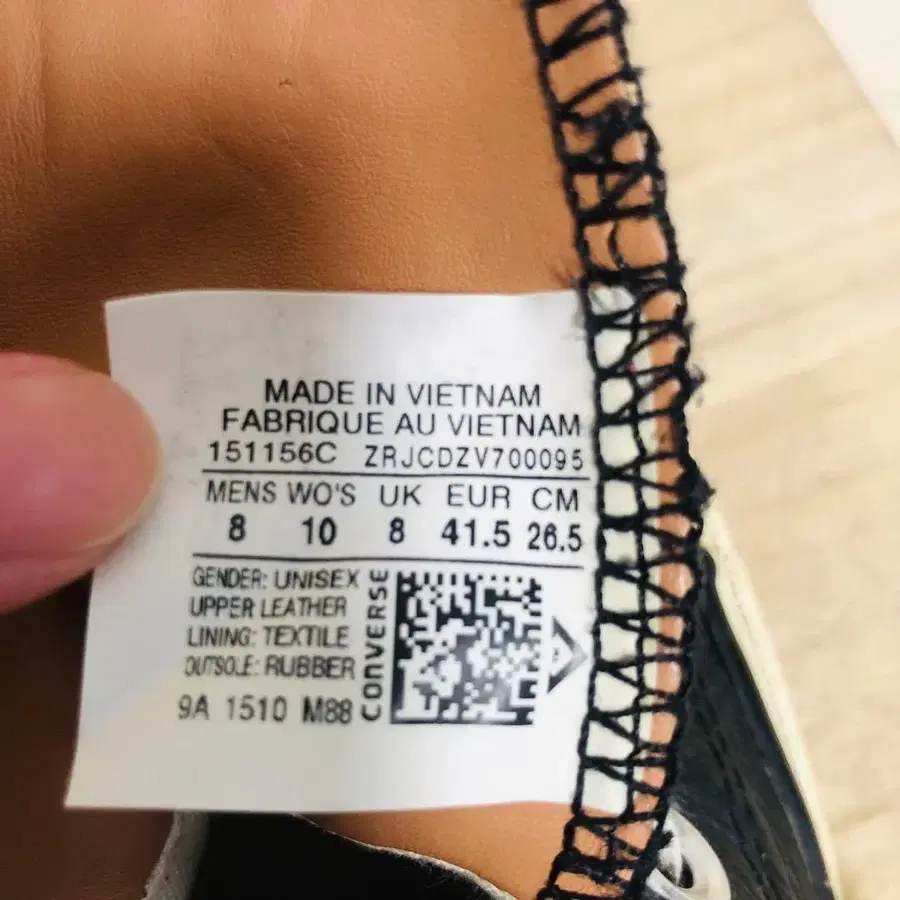 MADE IN VIETNAM
FABRIQUE AU VIETNAM
151156C ZRJCDZV700095
MENS WO'S UK EUR CM
8 10 8 41.5 26.5
GENDER: UNISEX
UPPER LEATHER
LINING: TEXTILE
OUTSOLE: RUBBER
9A 1510 M88
CONVERSE